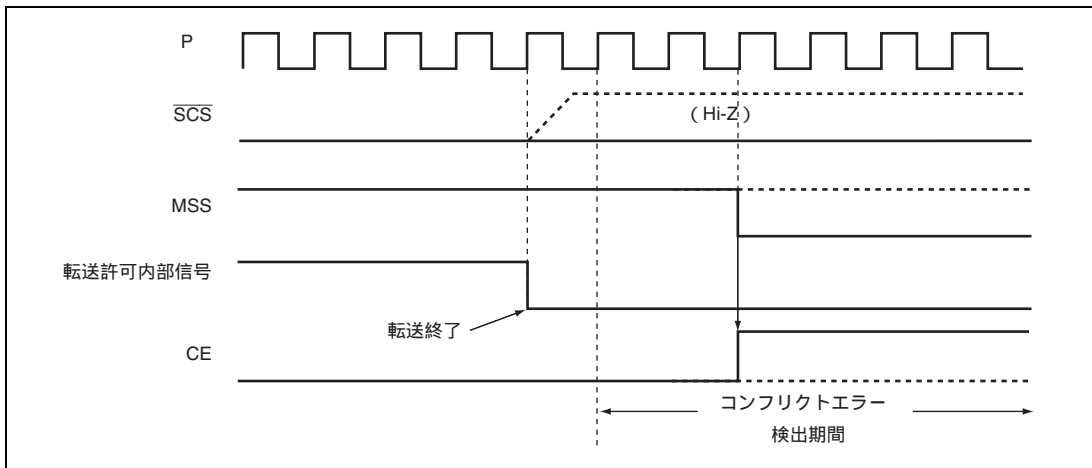 P
SCS
(Hi-Z)
MSS
転送許可内部信号
転送終了
CE
コンフリクトエラー
検出期間